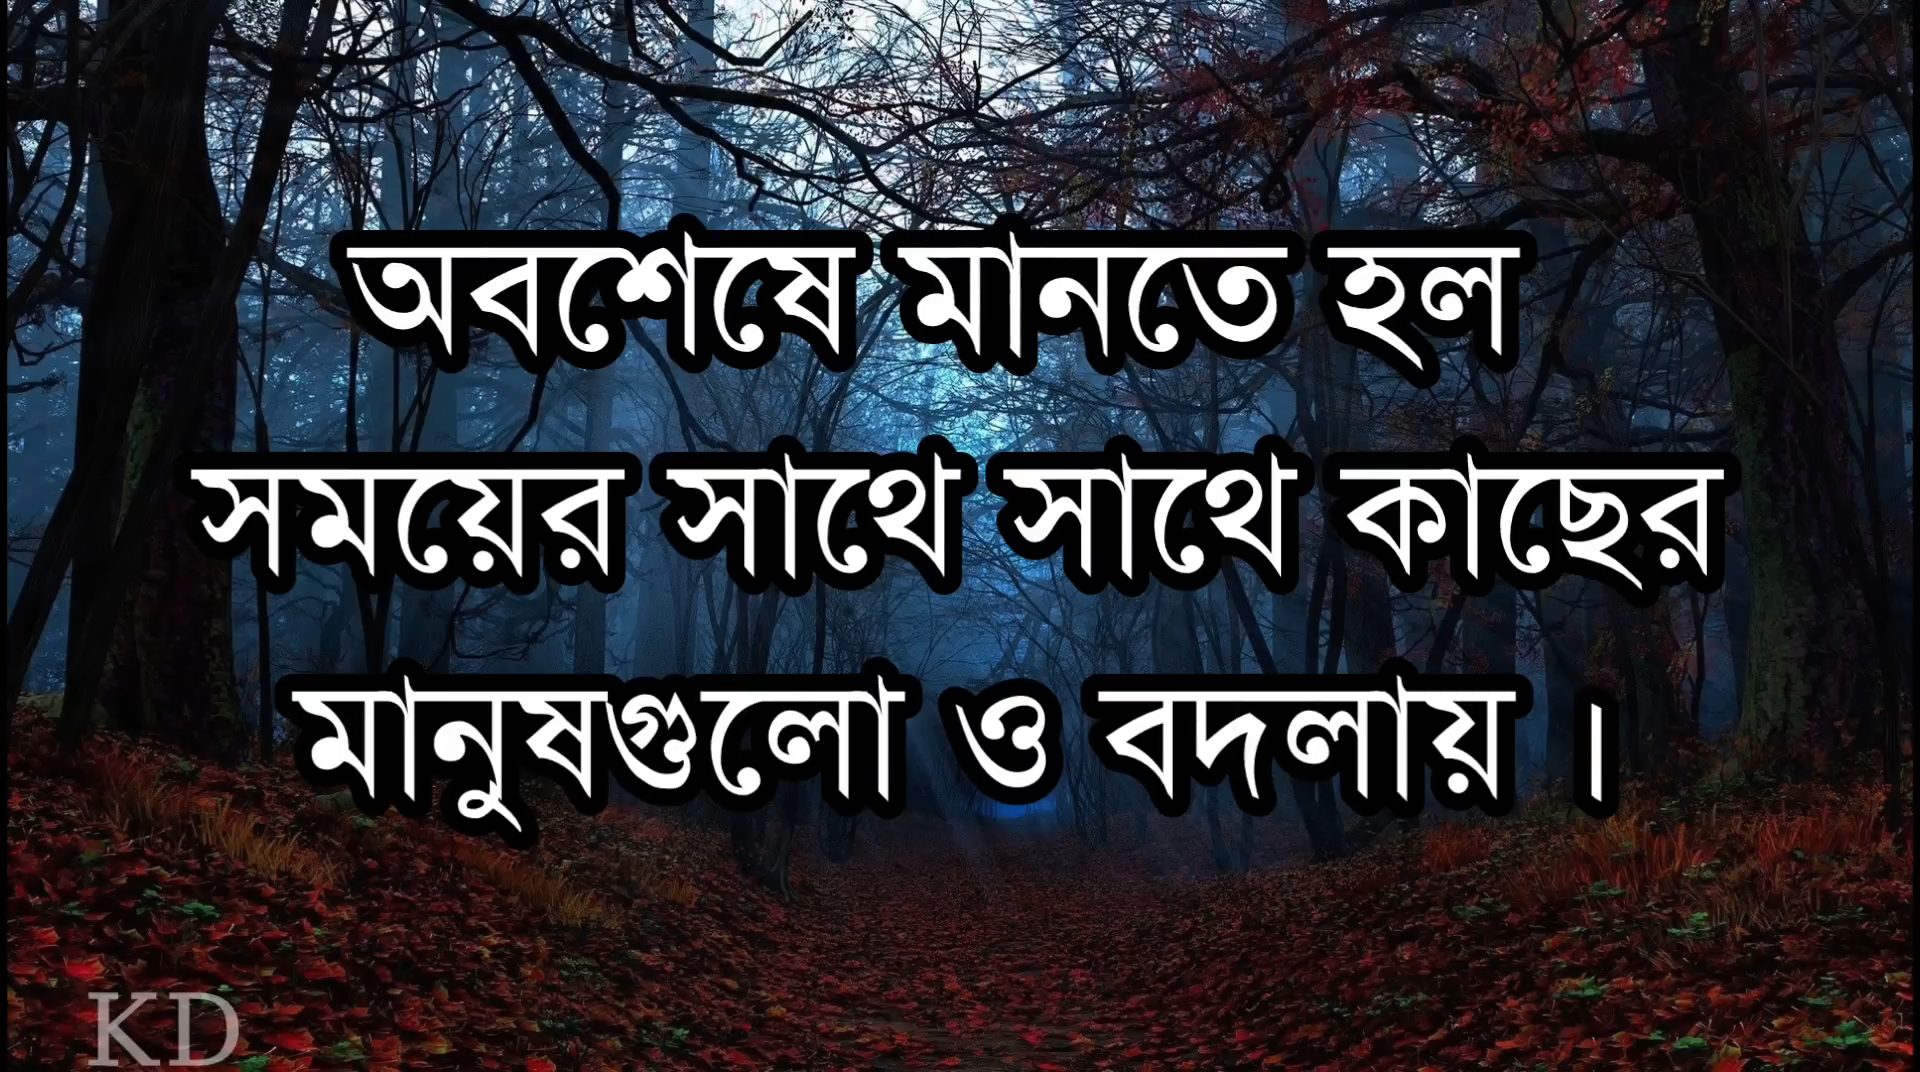 অবশেষে মানতে হল
সময়ের সাথে সাথে কাছের
মানুষগুলো ও বদলায় ।
KD